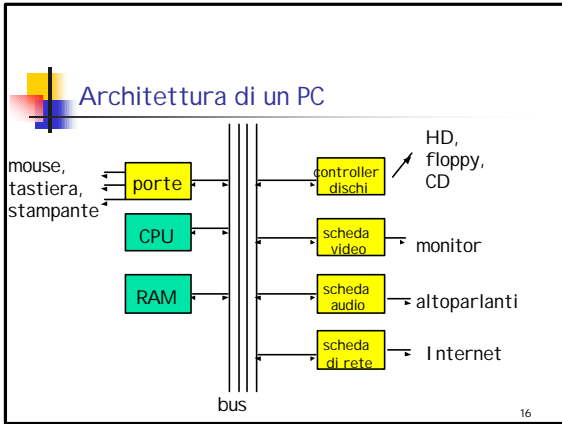 Architettura di un PC
mouse,
tastiera,
stampante
porte
CPU
RAM
bus
controller
dischi
HD,
floppy,
CD
scheda
video
monitor
scheda
audio
altoparlanti
scheda
di rete
Internet
16